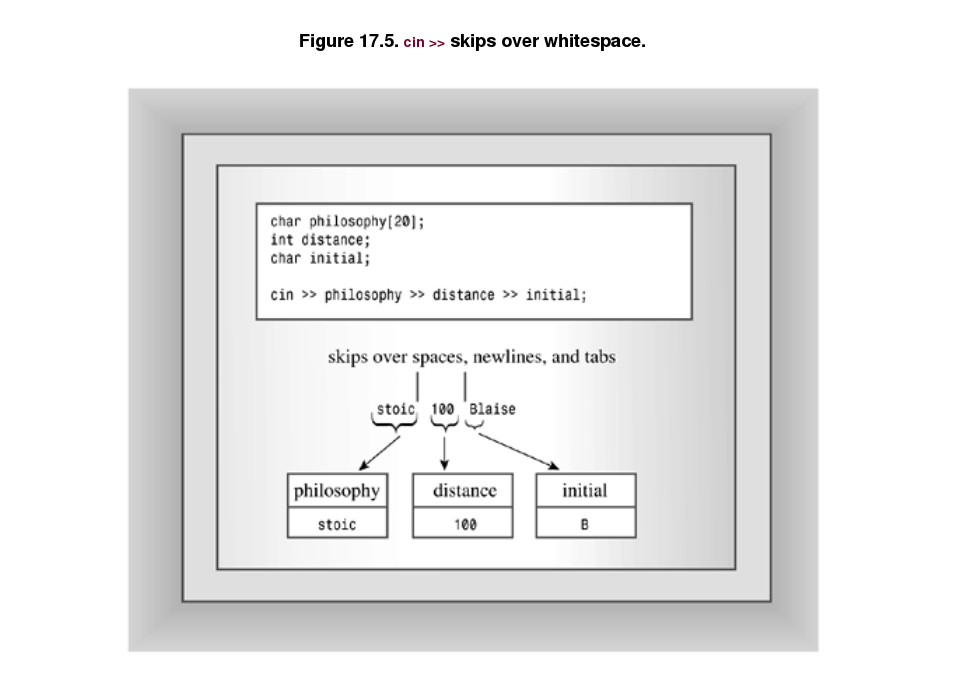 Figure 17.5. cin >> skips over whitespace.
char philosophy[20];
int distance;
char initial;
cin >> philosophy >> distance >> initial;
skips over spaces, newlines, and tabs
stoic 100 Blaise
philosophy distance initial
stoic 100 B